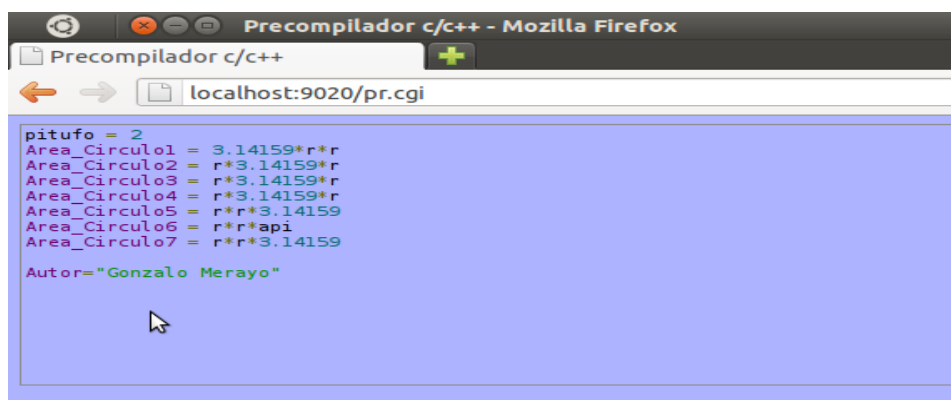 Precompilador c/c++ - Mozilla Firefox
Precompilador c/c++
localhost:9020/pr.cgi
pitufo = 2
Area_Circulo1 = 3.14159*r*r
Area_Circulo2 = r*3.14159*r
Area_Circulo3 = r*3.14159*r
Area_Circulo4 = r*3.14159*r
Area_Circulo5 = r*r*3.14159
Area_Circulo6 = r*r*api
Area_Circulo7 = r*r*3.14159
Autor="Gonzalo Merayo"